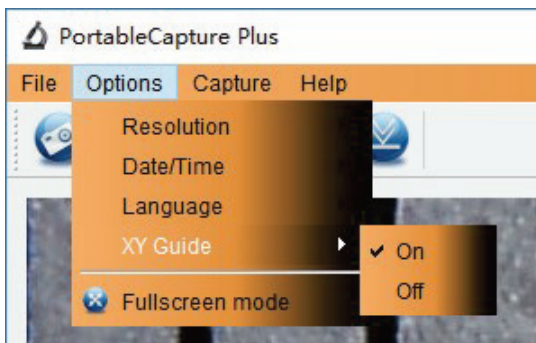 PortableCapture Plus
File Options Capture Help
Resolution
Date/Time
Language
XY Guide
On
Off
Fullscreen mode